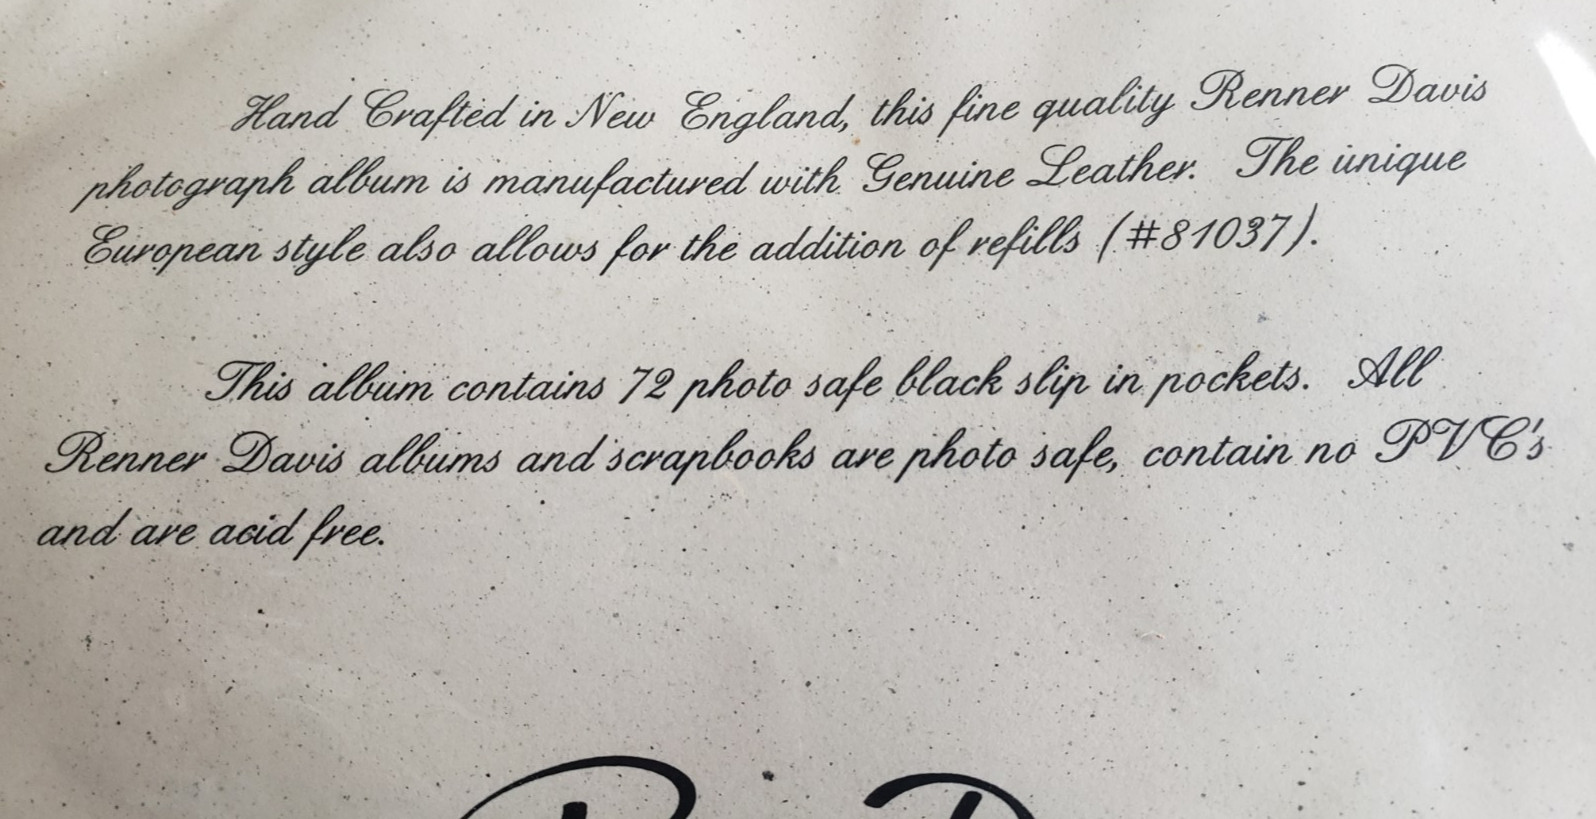 Hand Crafted in New England, this fine quality Renner Davis
photograph album is manufactured with Genuine Leather. The unique
European style also allows for the addition of refills (#81037).
This album contains 72 photo safe black slip in pockets. All
Renner Davis albums and scrapbooks are photo safe, contain no PVC's
and are acid free.